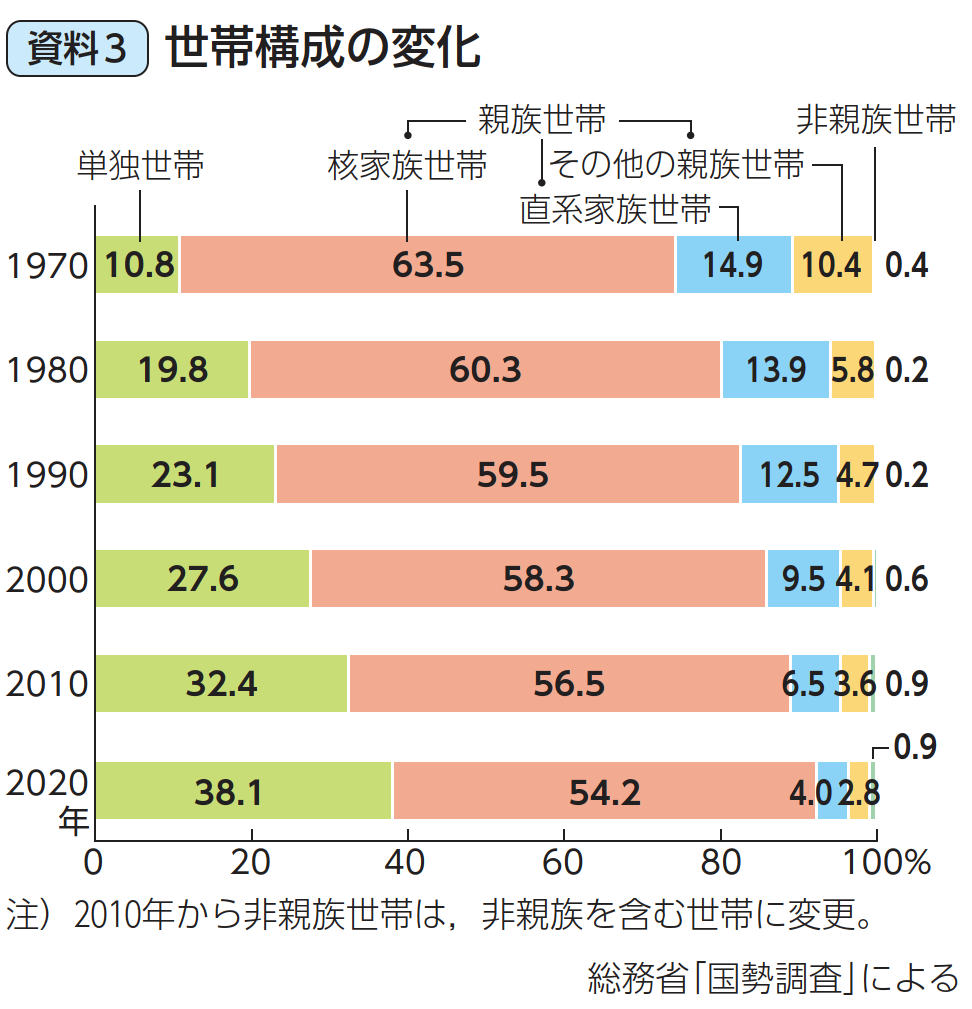 資料3 世帯構成の変化
親族世帯 非親族世帯
単独世帯 核家族世帯 その他の親族世帯
直系家族世帯
1970 10.8 63.5 14.9 10.4 0.4
1980 19.8 60.3 13.9 5.8 0.2
1990 23.1 59.5 12.5 4.7 0.2
2000 27.6 58.3 9.5 4.1 0.6
2010 32.4 56.5 6.5 3.6 0.9
0.9
2020 38.1 54.2 4.0 2.8
年
0 20 40 60 80 100%
注）2010年から非親族世帯は，非親族を含む世帯に変更。
総務省「国勢調査」による